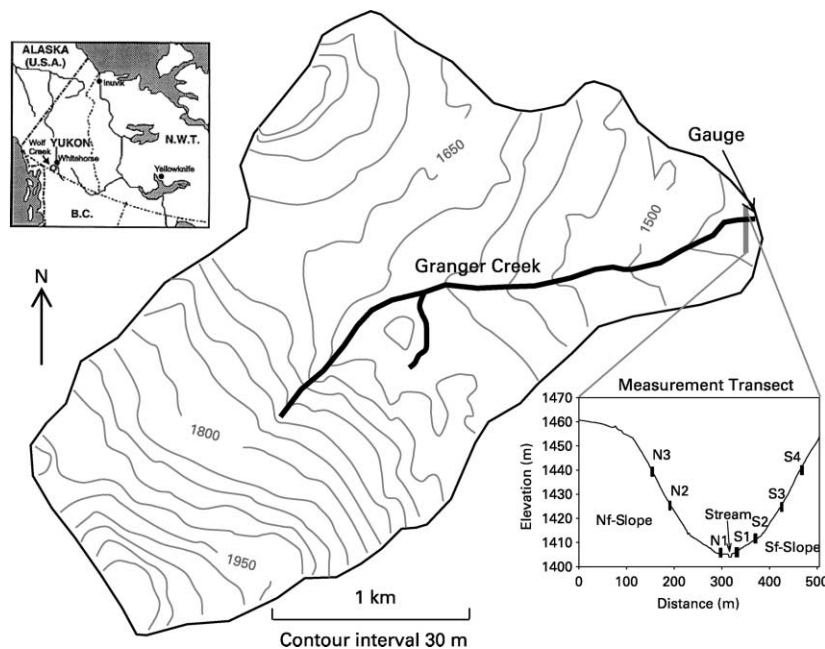 ALASKA
(U.S.A.)
Inuvik
YUKON
N.W.T.
Wolf
Creek
Whitehorse
Yellowknife
B.C.
N
1650
Gauge
1500
Granger Creek
1800
1950
1 km
Contour interval 30 m
Measurement Transect
1470
1460
1450
1440
1430
1420
1410
1400
Elevation (m)
N3
N2
N1
Nf-Slope
Stream
S1
S2
S3
S4
Sf-Slope
0 100 200 300 400 500
Distance (m)